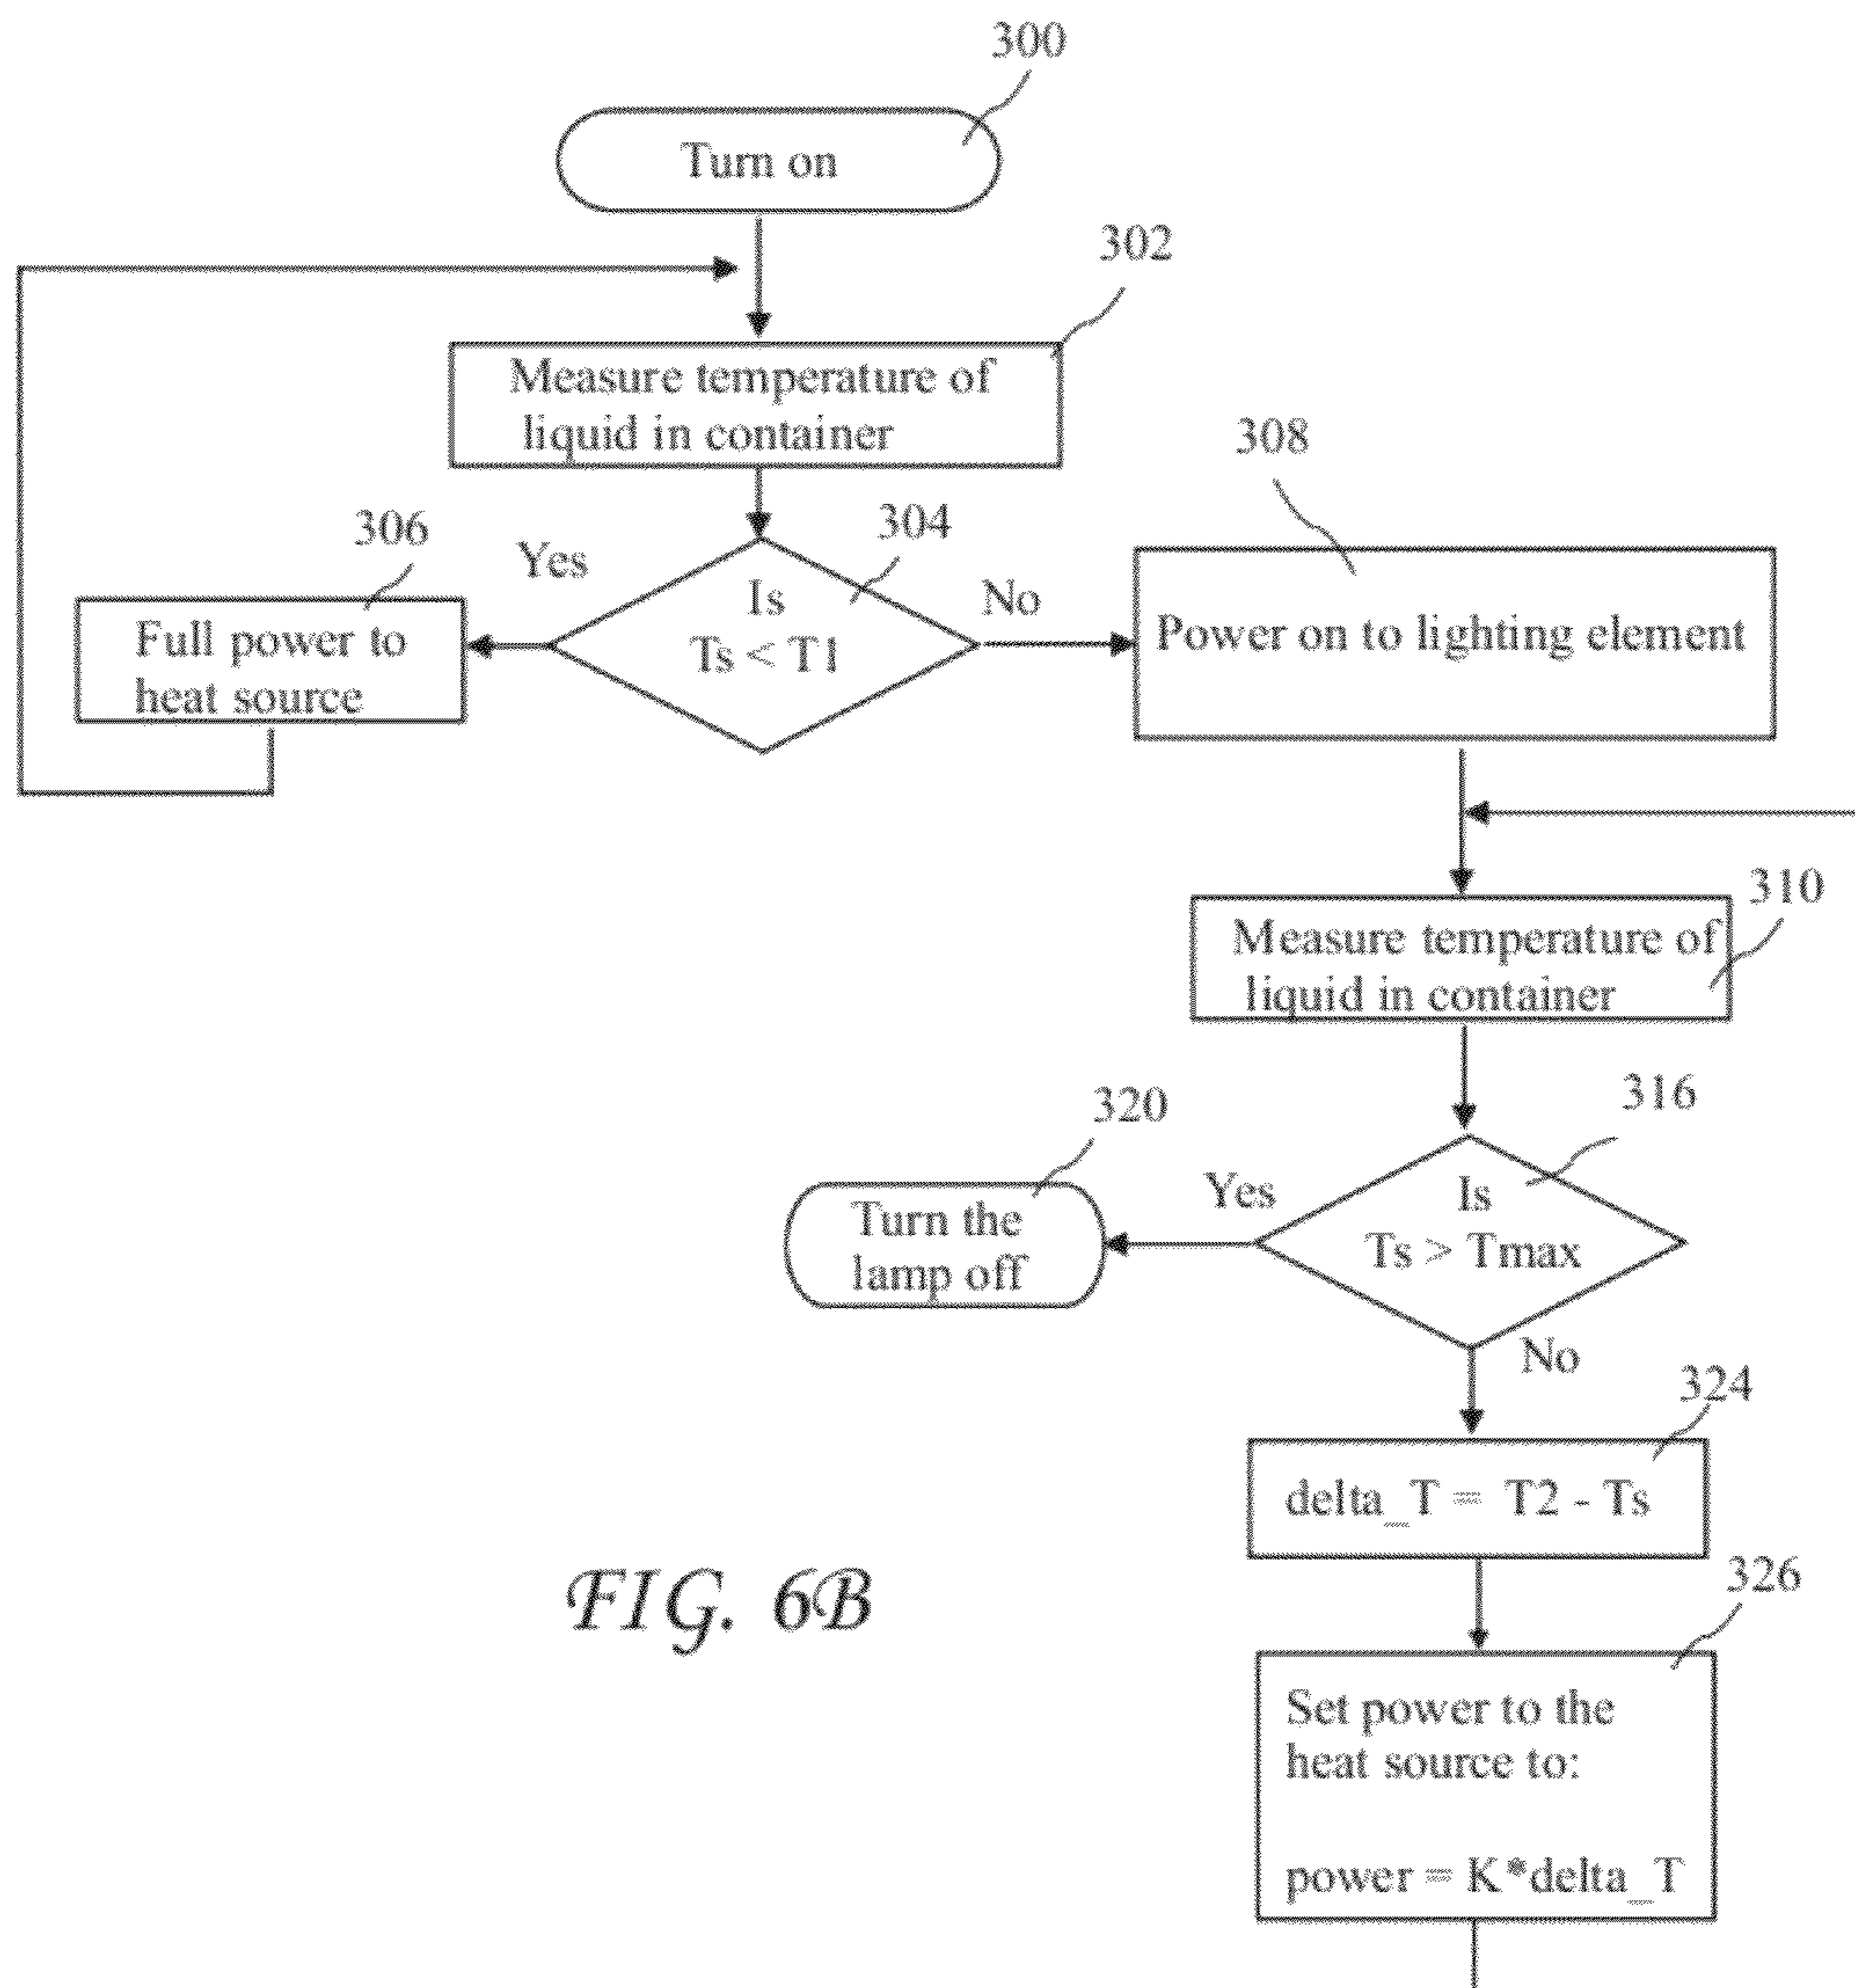 300
Turn on
302
Measure temperature of
liquid in container
304
306
Yes
Is
Ts < T1
No
Full power to
heat source
308
Power on to lighting element
310
Measure temperature of
liquid in container
316
320
Yes
Is
Ts > Tmax
No
Turn the
lamp off
324
delta_T = T2 - Ts
326
Set power to the
heat source to:
power = K*delta_T
FIG. 6B